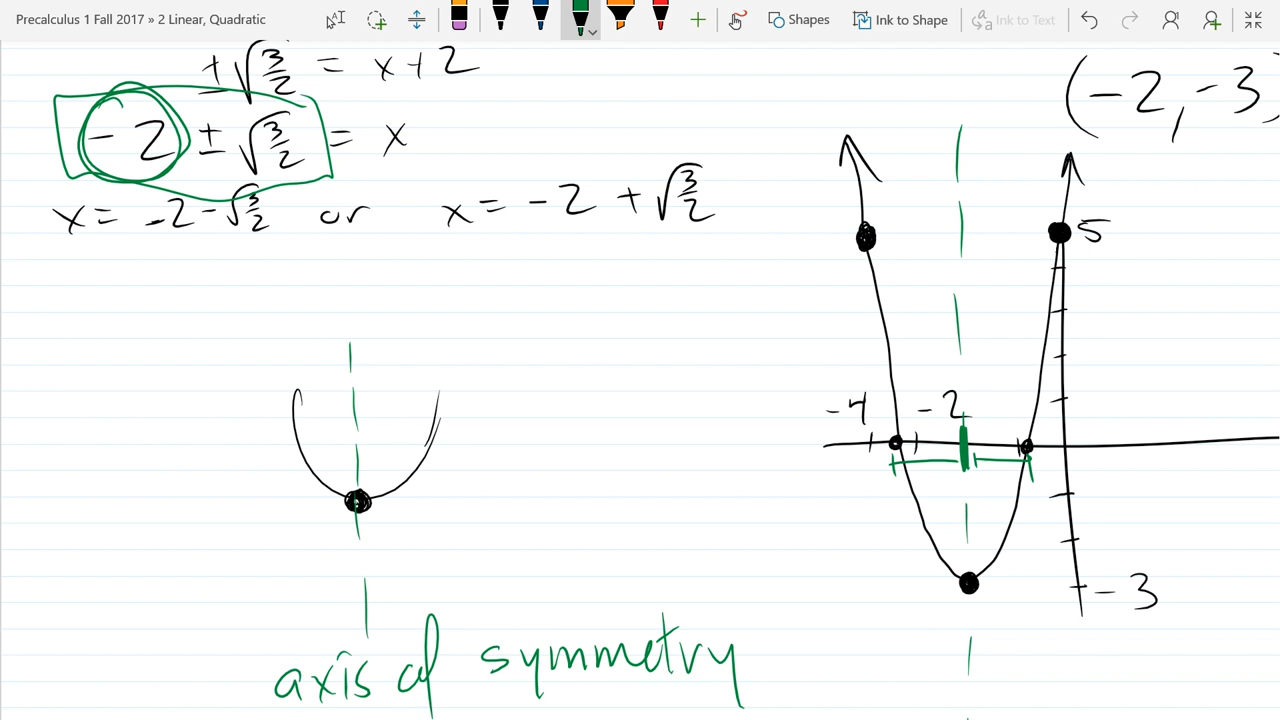 Precalculus 1 Fall 2017 » 2 Linear, Quadratic
Shapes
Ink to Shape
Ink to Text
±√3/2 = x+2
-2 ± √3/2 = x
x = -2 - √3/2 or x = -2 + √3/2
(-2, -3)
5
-4 -2
-3
axis of symmetry